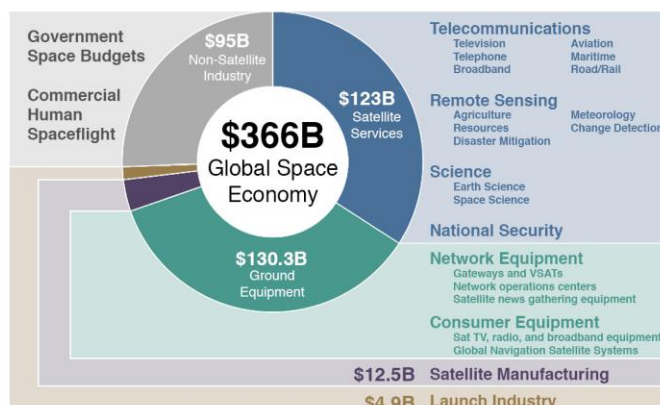 Government
Space Budgets
Commercial
Human
Spaceflight
$95B
Non-Satellite
Industry
$123B
Satellite
Services
$366B
Global Space
Economy
$130.3B
Ground
Equipment
Telecommunications
Television Aviation
Telephone Maritime
Broadband Road/Rail
Remote Sensing
Agriculture Meteorology
Resources Change Detection
Disaster Mitigation
Science
Earth Science
Space Science
National Security
Network Equipment
Gateways and VSATs
Network operations centers
Satellite news gathering equipment
Consumer Equipment
Sat TV, radio, and broadband equipment
Global Navigation Satellite Systems
$12.5B Satellite Manufacturing
$4.9B Launch Industry